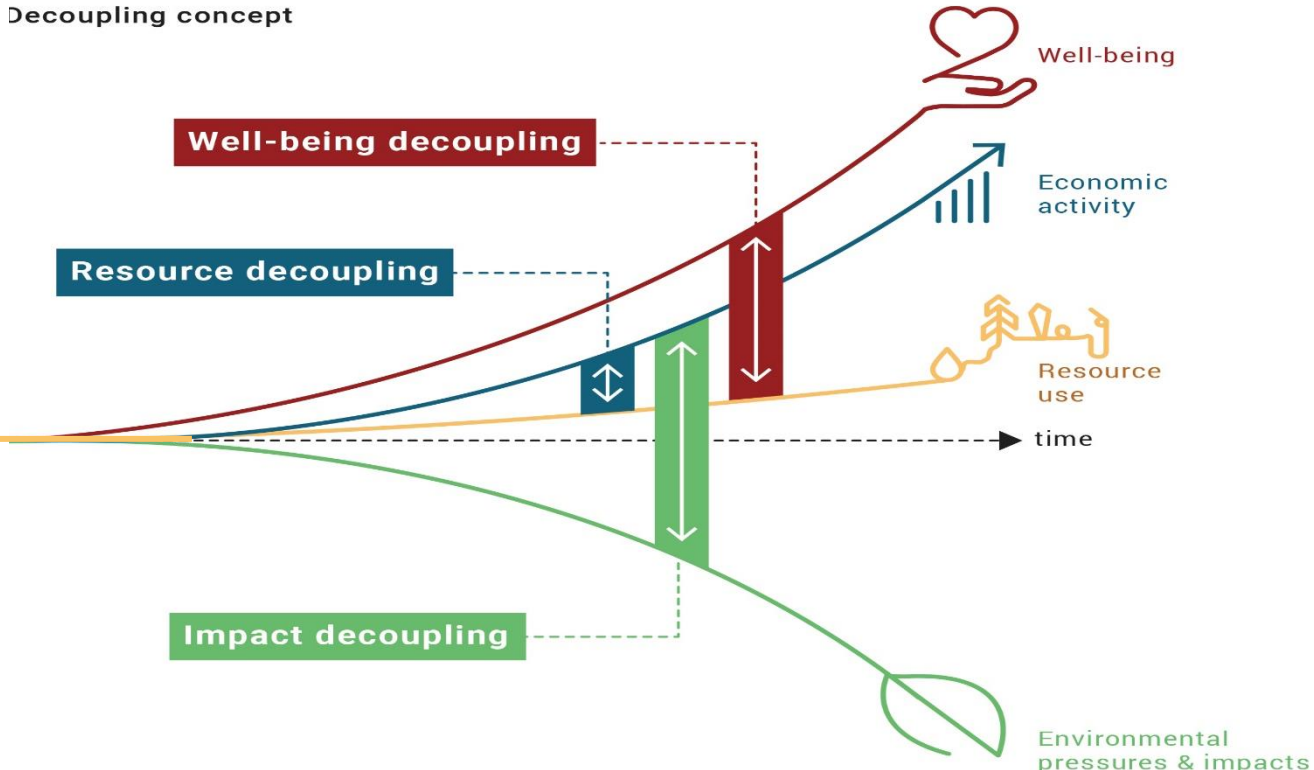 Decoupling concept
Well-being
Well-being decoupling
Economic
activity
Resource decoupling
Resource
use
time
Impact decoupling
Environmental
pressures & impacts